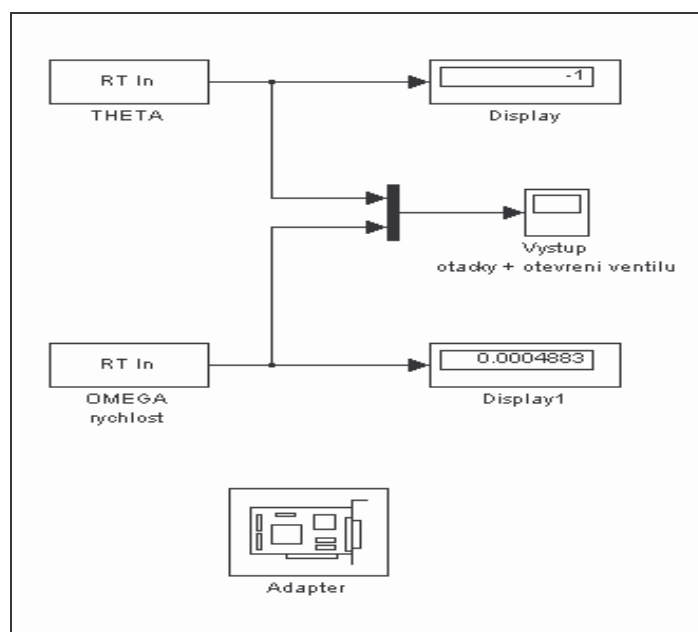 RT In
THETA
-1
Display
Vystup
otacky + otevreni ventilu
RT In
OMEGA
rychlost
0.0004883
Display1
Adapter